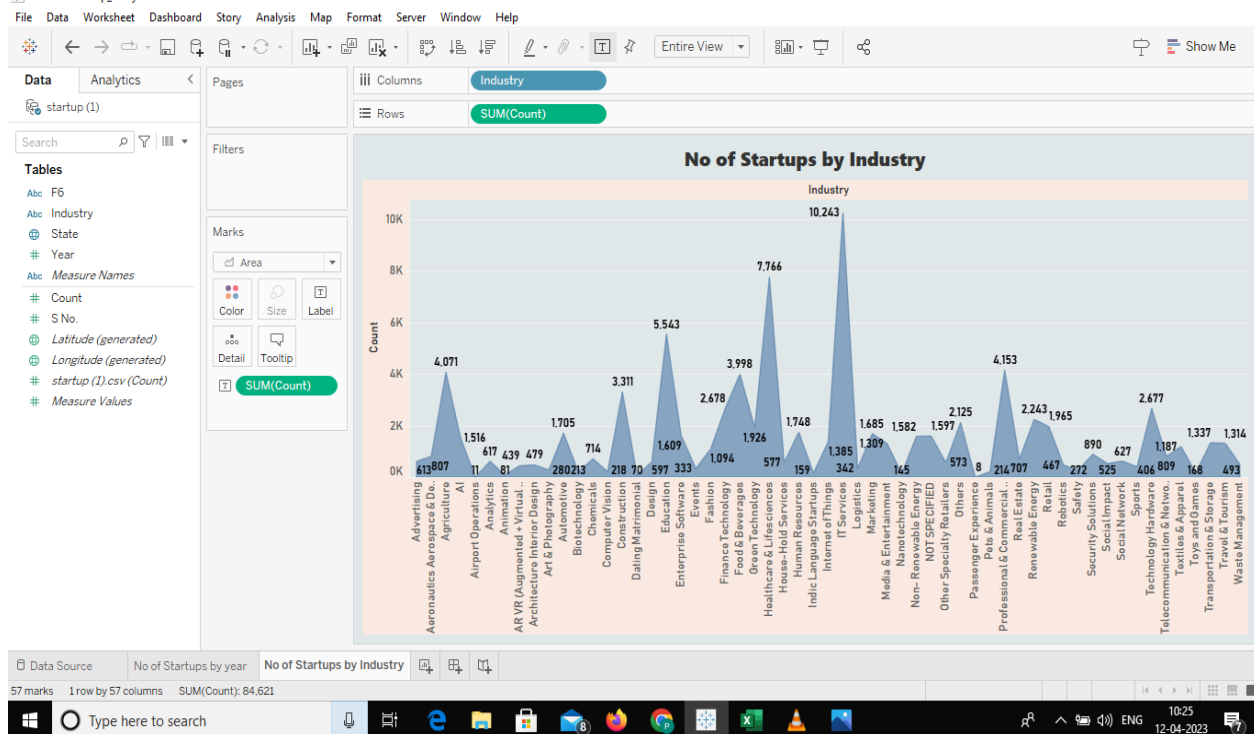 File Data Worksheet Dashboard Story Analysis Map Format Server Window Help
Entire View
Show Me
Data Analytics
startup (1)
Search
Tables
Abc F6
Abc Industry
State
# Year
Abc Measure Names
# Count
# S No.
Latitude (generated)
Longitude (generated)
# startup (1).csv (Count)
# Measure Values
Pages
Filters
Marks
Area
Color Size Label
Detail Tooltip
SUM(Count)
Columns Industry
Rows SUM(Count)
No of Startups by Industry
Industry
Count
10K
8K
6K
4K
2K
0K
10,243
7,766
5,543
4,071 3,998 4,153
3,311
2,678 2,677
2,125 2,243 1,965
1,705 1,926 1,748 1,685 1,582 1,597
1,516 1,609 1,385 1,309 1,187 1,337 1,314
617 439 479 714 1,094 890 627
613 807 11 81 280 213 218 70 597 333 577 159 342 145 573 8 214 707 467 272 525 406 809 168 493
Advertising
Aeronautics Aerospace & De..
Agriculture
AI
Airport Operations
Analytics
Animation
AR VR (Augmented + Virtual ..
Architecture Interior Design
Art & Photography
Automotive
Biotechnology
Chemicals
Computer Vision
Construction
Dating Matrimonial
Design
Education
Enterprise Software
Events
Fashion
Finance Technology
Food & Beverages
Green Technology
Healthcare & Lifesciences
House-Hold Services
Human Resources
Indic Language Startups
Internet of Things
IT Services
Logistics
Marketing
Media & Entertainment
Nanotechnology
Non- Renewable Energy
NOT SPECIFIED
Other Specialty Retailers
Others
Passenger Experience
Pets & Animals
Professional & Commercial ..
Real Estate
Renewable Energy
Retail
Robotics
Safety
Security Solutions
Social Impact
Social Network
Sports
Technology Hardware
Telecommunication & Netwo..
Textiles & Apparel
Toys and Games
Transportation & Storage
Travel & Tourism
Waste Management
Data Source No of Startups by year No of Startups by Industry
57 marks 1 row by 57 columns SUM(Count): 84,621
Type here to search
8
ENG
10:25
12-04-2023
7